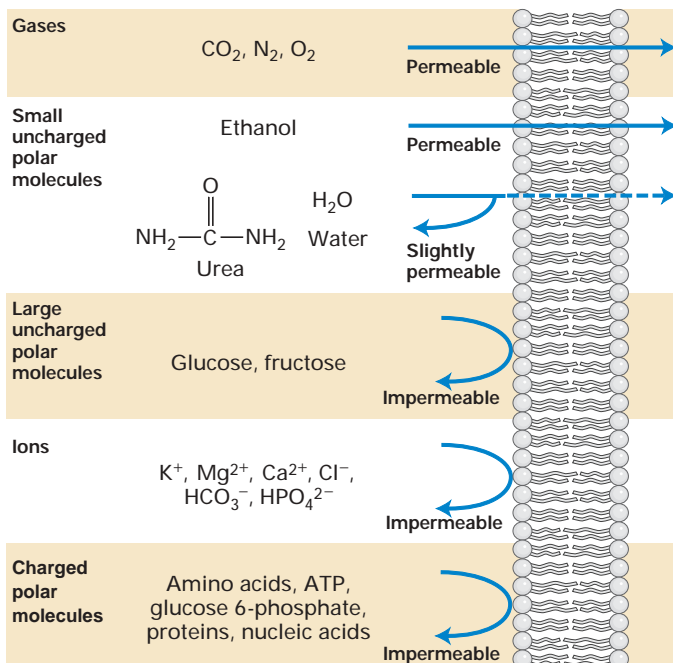 Gases
CO₂, N₂, O₂
Permeable
Small
uncharged
polar
molecules
Ethanol
Permeable
O
NH₂—C—NH₂
Urea
H₂O
Water
Slightly
permeable
Large
uncharged
polar
molecules
Glucose, fructose
Impermeable
Ions
K⁺, Mg²⁺, Ca²⁺, Cl⁻,
HCO₃⁻, HPO₄²⁻
Impermeable
Charged
polar
molecules
Amino acids, ATP,
glucose 6-phosphate,
proteins, nucleic acids
Impermeable